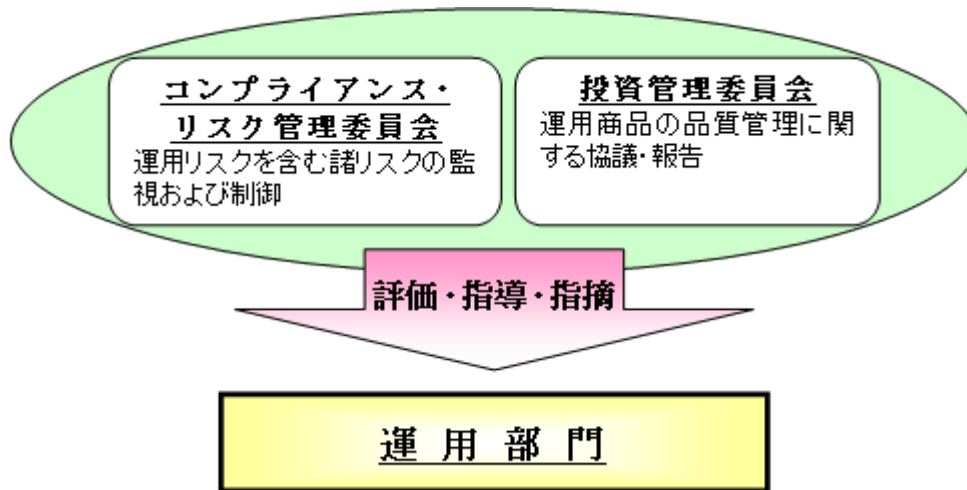 コンプライアンス・
リスク管理委員会
運用リスクを含む諸リスクの監
視および制御
投資管理委員会
運用商品の品質管理に関
する協議・報告
評価・指導・指摘
運用部門